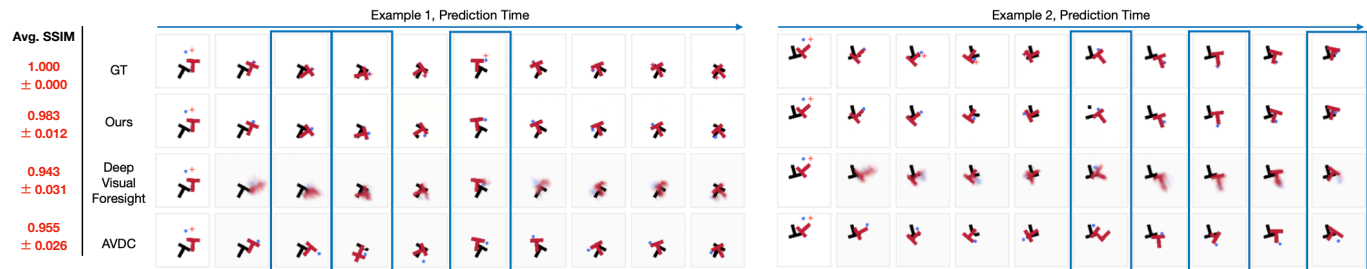 Example 1, Prediction Time
Example 2, Prediction Time
Avg. SSIM
1.000
± 0.000
GT
0.983
± 0.012
Ours
0.943
± 0.031
Deep
Visual
Foresight
0.955
± 0.026
AVDC